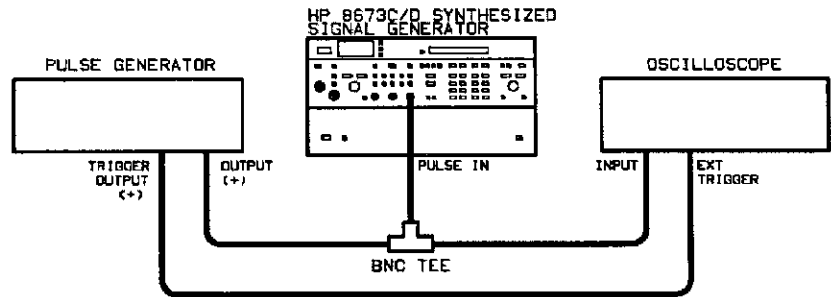 HP 8673C/D SYNTHESIZED
SIGNAL GENERATOR
PULSE GENERATOR
OSCILLOSCOPE
TRIGGER
OUTPUT
(+)
OUTPUT
(+)
PULSE IN
INPUT
EXT
TRIGGER
BNC TEE